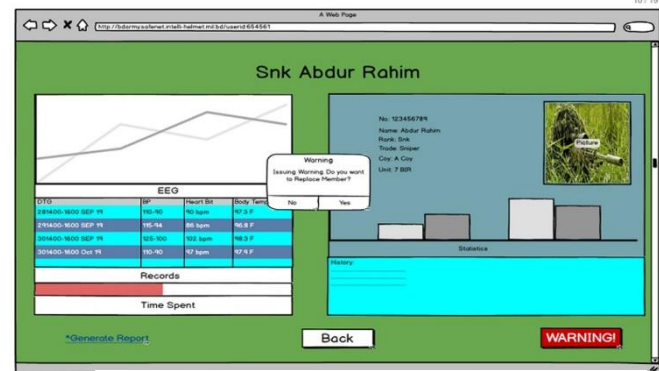 A Web Page
http://bdarmysafenet.intelli-helmet.mil.bd/userid:654561
Snk Abdur Rahim
EEG
DTG BP Heart Bit Body Temp
281400-1600 SEP 19 110-90 90 bpm 97.3 F
291400-1600 SEP 19 115-94 86 bpm 96.8 F
301400-1600 SEP 19 125-100 102 bpm 98.3 F
301400-1600 Oct 19 110-90 97 bpm 97.9 F
Records
Time Spent
Warning
Issuing Warning. Do you want
to Replace Member?
No Yes
No: 123456789
Name: Abdur Rahim
Rank: Snk
Trade: Sniper
Coy: A Coy
Unit: 7 BIR
Picture
Statistics
History:
*Generate Report
Back
WARNING!